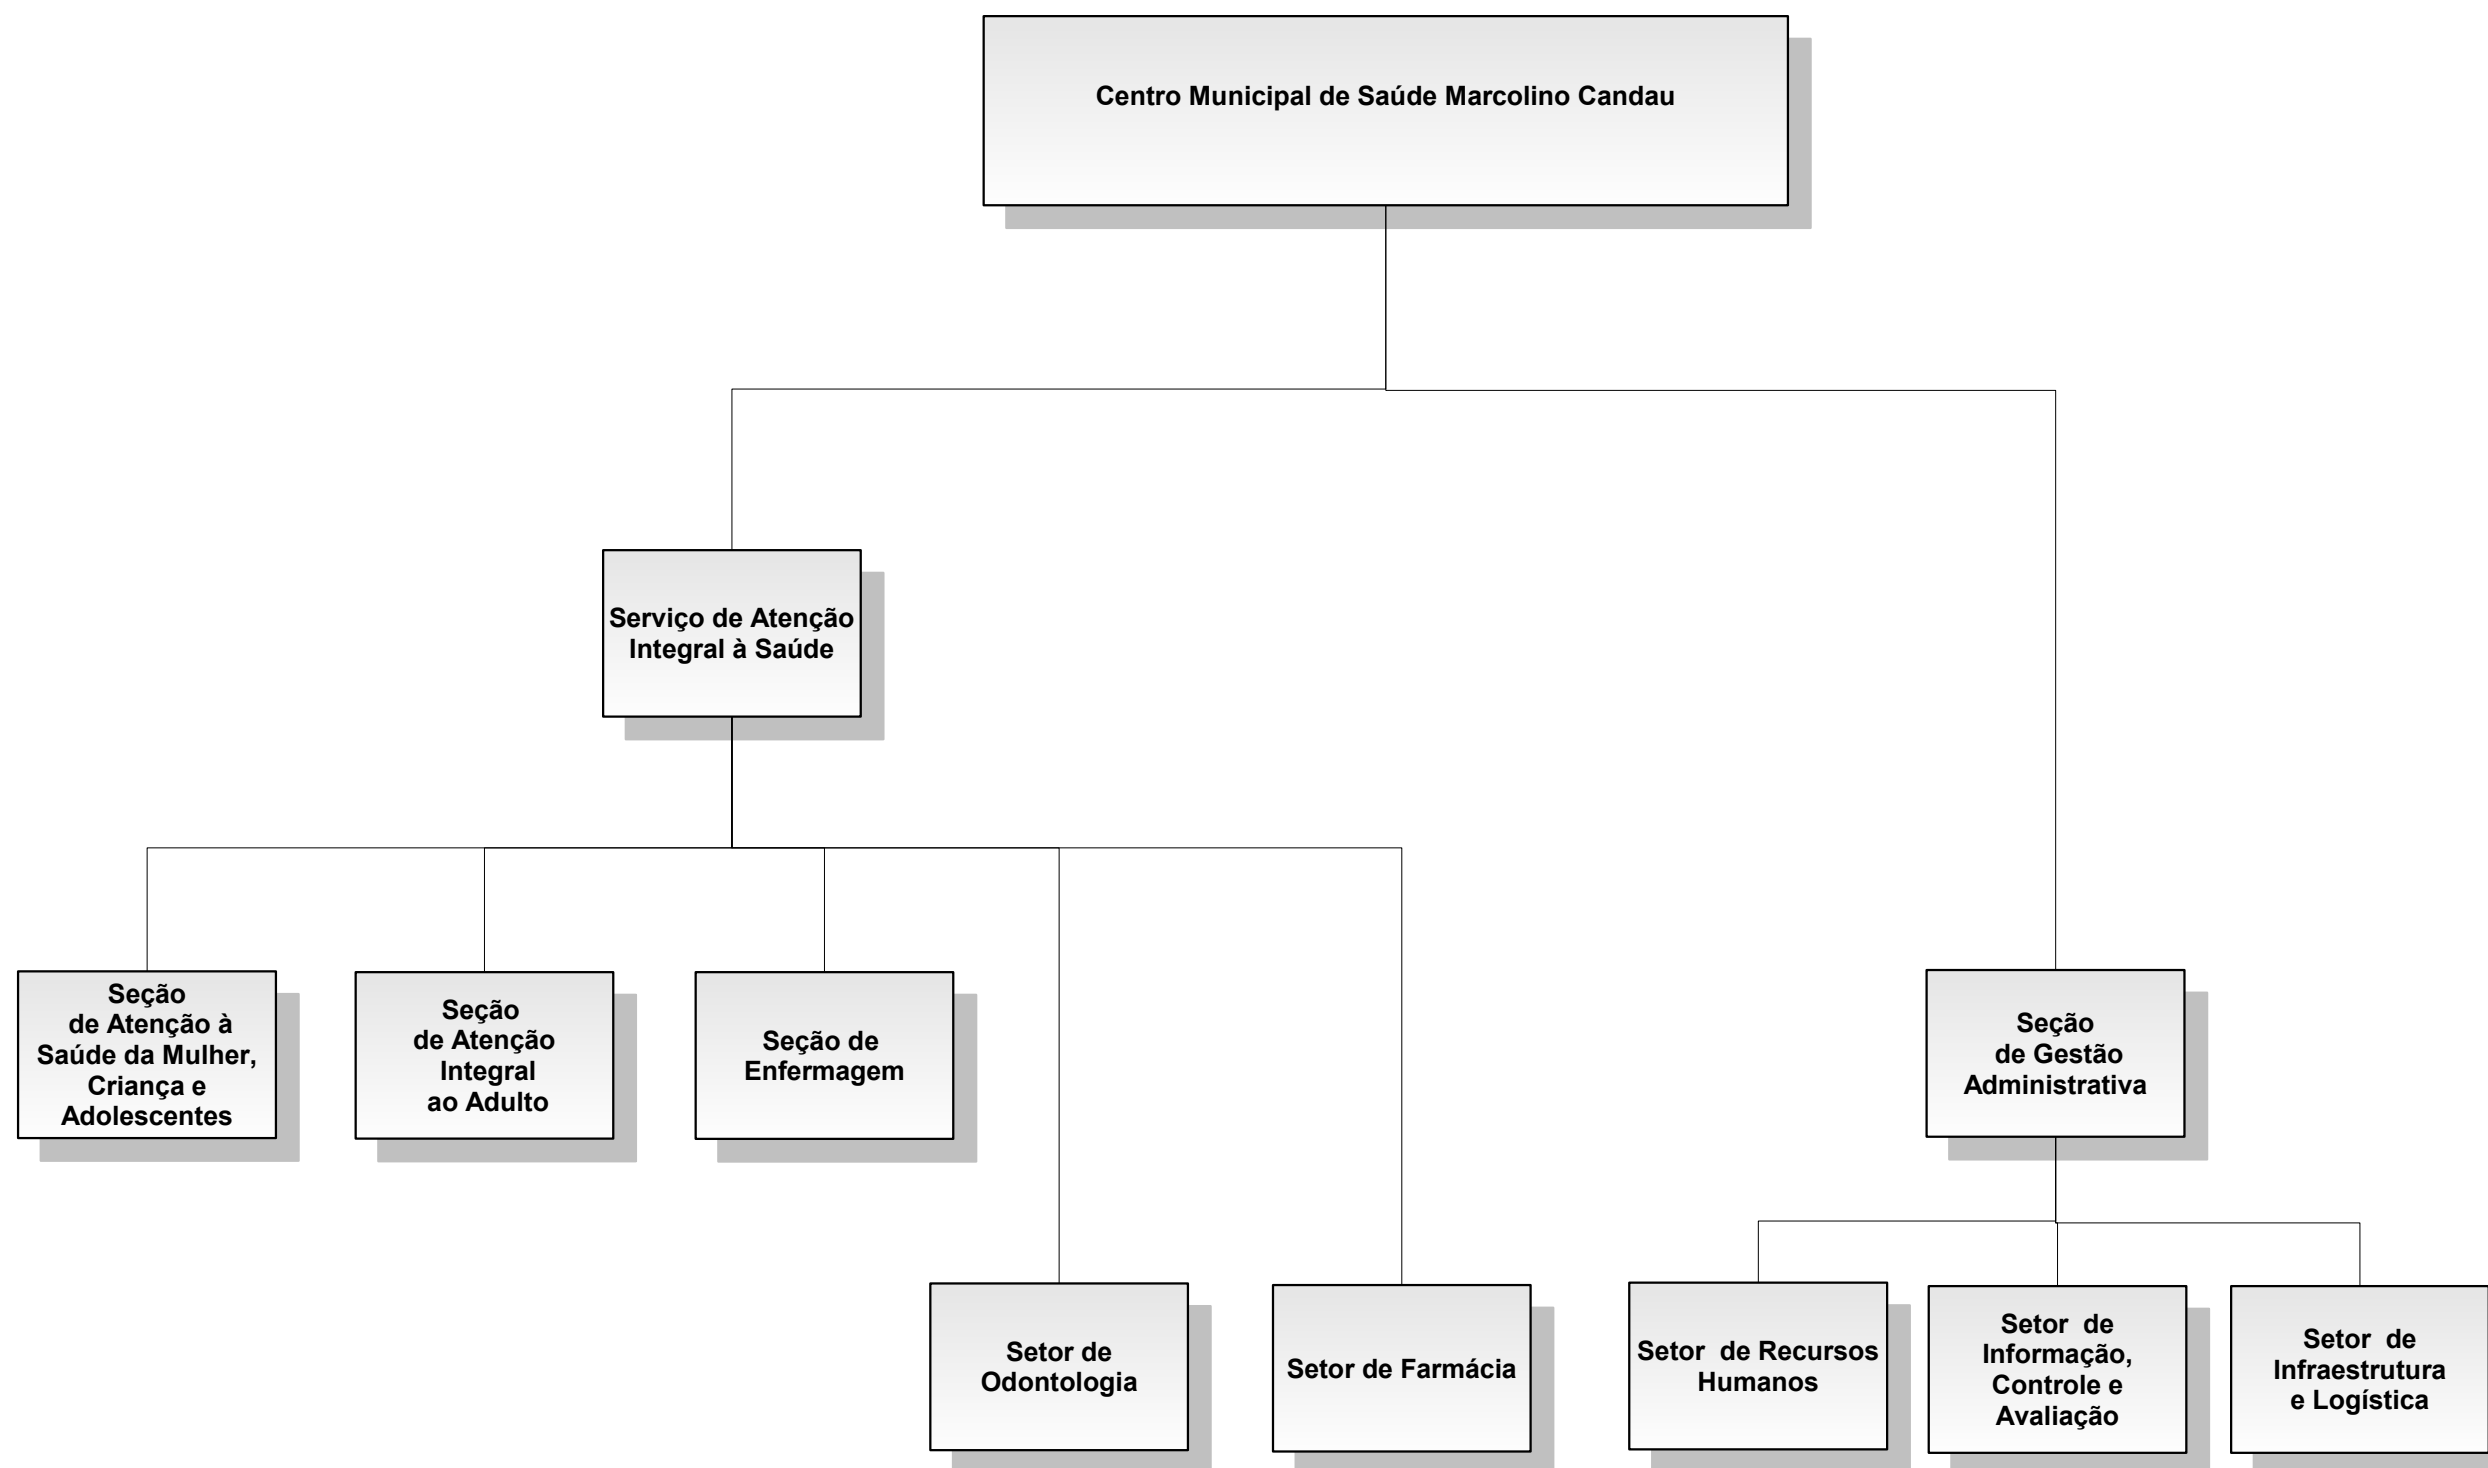 Centro Municipal de Saúde Marcolino Candau
Serviço de Atenção
Integral à Saúde
Seção
de Atenção à
Saúde da Mulher,
Criança e
Adolescentes
Seção
de Atenção
Integral
ao Adulto
Seção de
Enfermagem
Seção
de Gestão
Administrativa
Setor de
Odontologia
Setor de Farmácia
Setor  de Recursos
Humanos
Setor  de
Informação,
Controle e
Avaliação
Setor  de
Infraestrutura
e Logística